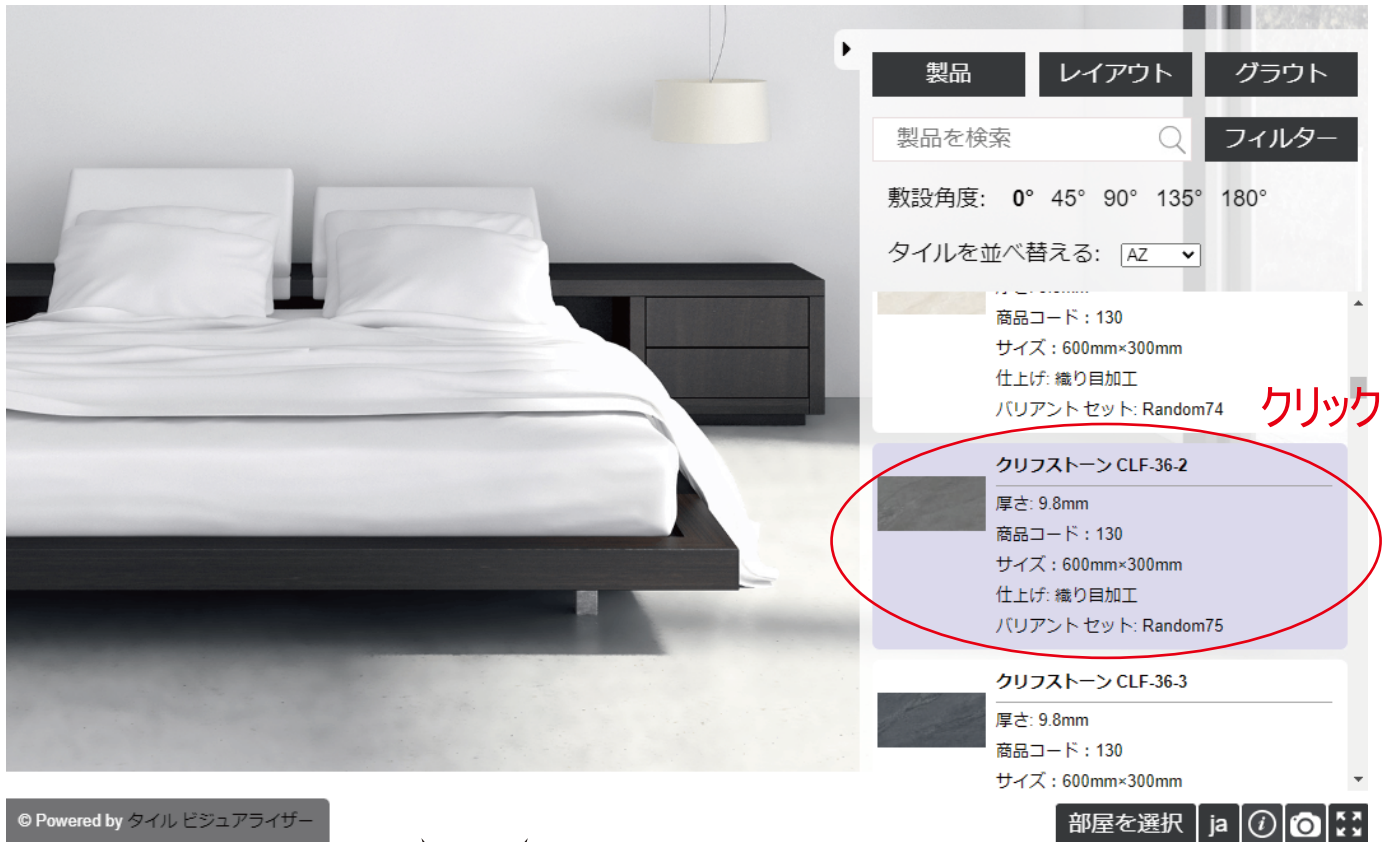 製品
レイアウト
グラウト
製品を検索
フィルター
敷設角度: 0° 45° 90° 135° 180°
タイルを並べ替える: AZ
商品コード：130
サイズ：600mm×300mm
仕上げ: 織り目加工
バリアント セット: Random74
クリック
クリフストーン CLF-36-2
厚さ: 9.8mm
商品コード：130
サイズ：600mm×300mm
仕上げ: 織り目加工
バリアント セット: Random75
クリフストーン CLF-36-3
厚さ: 9.8mm
商品コード：130
サイズ：600mm×300mm
© Powered by タイル ビジュアライザー
部屋を選択
ja
i